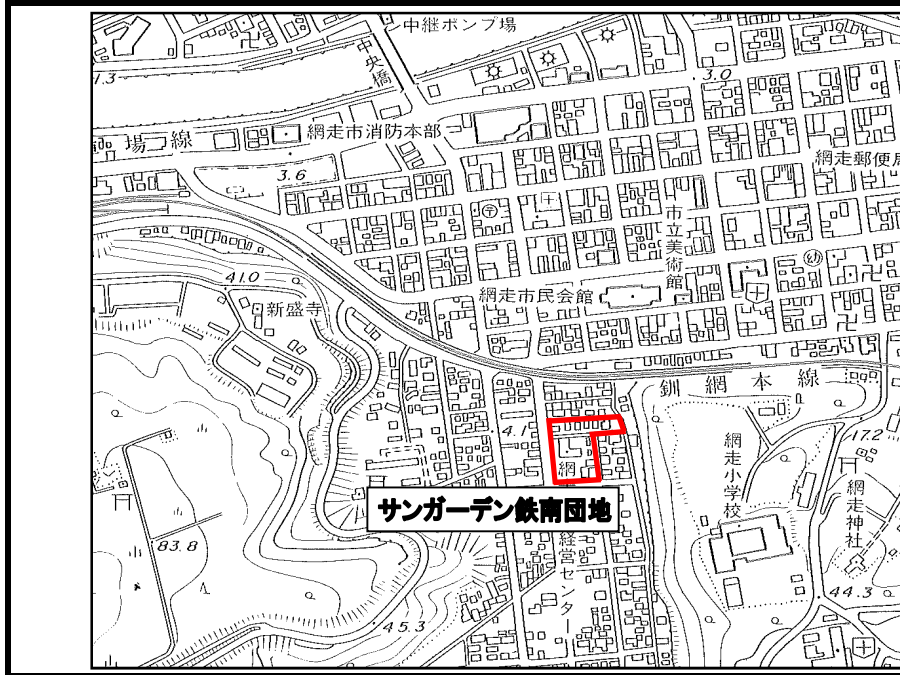 中継ポンプ場
中央橋
1.3
3.0
場線
網走市消防本部
網走郵便局
3.6
市立美術館
41.0
網走市民会館
新盛寺
釧網本線
4.1
17.2
網走小学校
網走神社
網
サンガーデン鉄南団地
経営センター
83.8
44.3
45.3